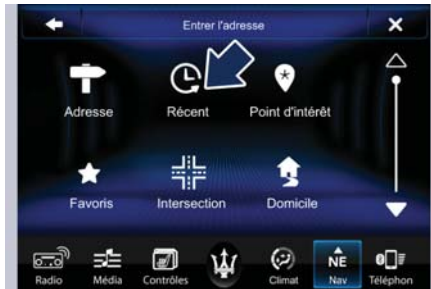 Entrer l'adresse
Adresse
Récent
Point d'intérêt
Favoris
Intersection
Domicile
Radio
Média
Contrôles
Climat
NE
Nav
Téléphon